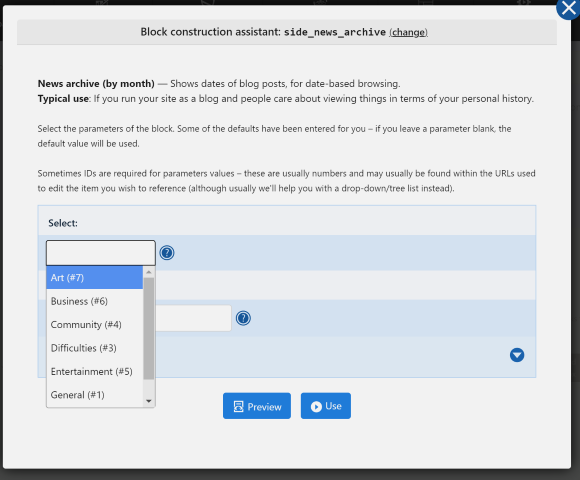 Block construction assistant: side_news_archive (change)
News archive (by month) — Shows dates of blog posts, for date-based browsing.
Typical use: If you run your site as a blog and people care about viewing things in terms of your personal history.
Select the parameters of the block. Some of the defaults have been entered for you – if you leave a parameter blank, the
default value will be used.
Sometimes IDs are required for parameters values – these are usually numbers and may usually be found within the URLs used
to edit the item you wish to reference (although usually we'll help you with a drop-down/tree list instead).
Select:
?
Art (#7)
Business (#6)
Community (#4)
?
Difficulties (#3)
Entertainment (#5)
General (#1)
Preview
Use